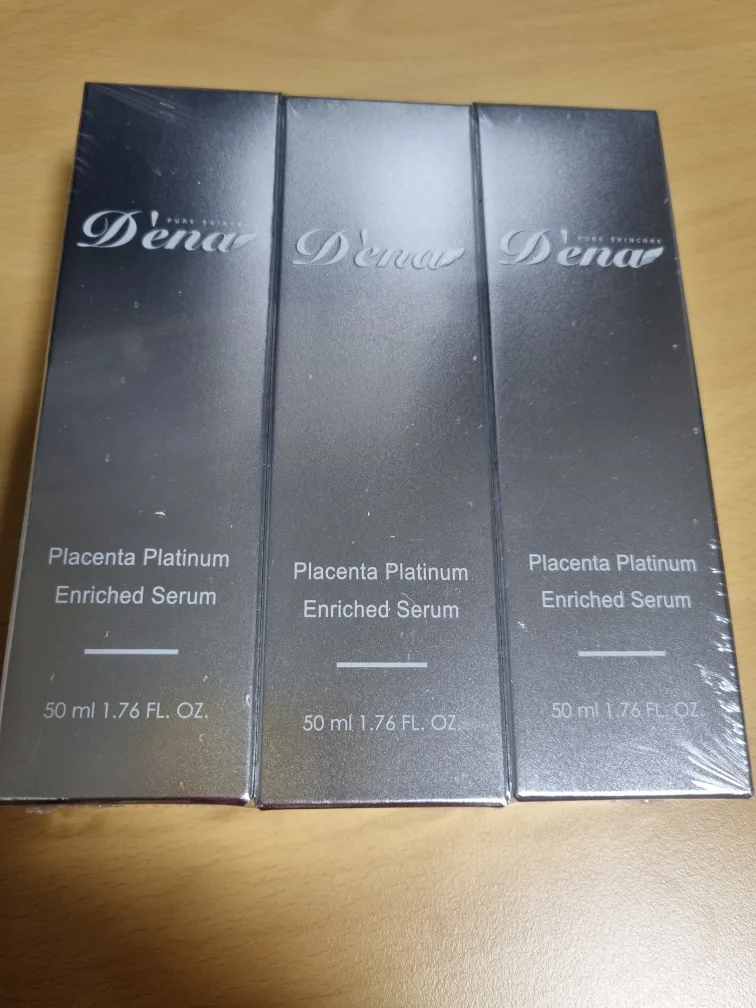 PURE SKINCARE
D'ena
Placenta Platinum
Enriched Serum
50 ml 1.76 FL. OZ.
D'ena
Placenta Platinum
Enriched Serum
50 ml 1.76 FL. OZ.
PURE SKINCARE
D'ena
Placenta Platinum
Enriched Serum
50 ml 1.76 FL. OZ.